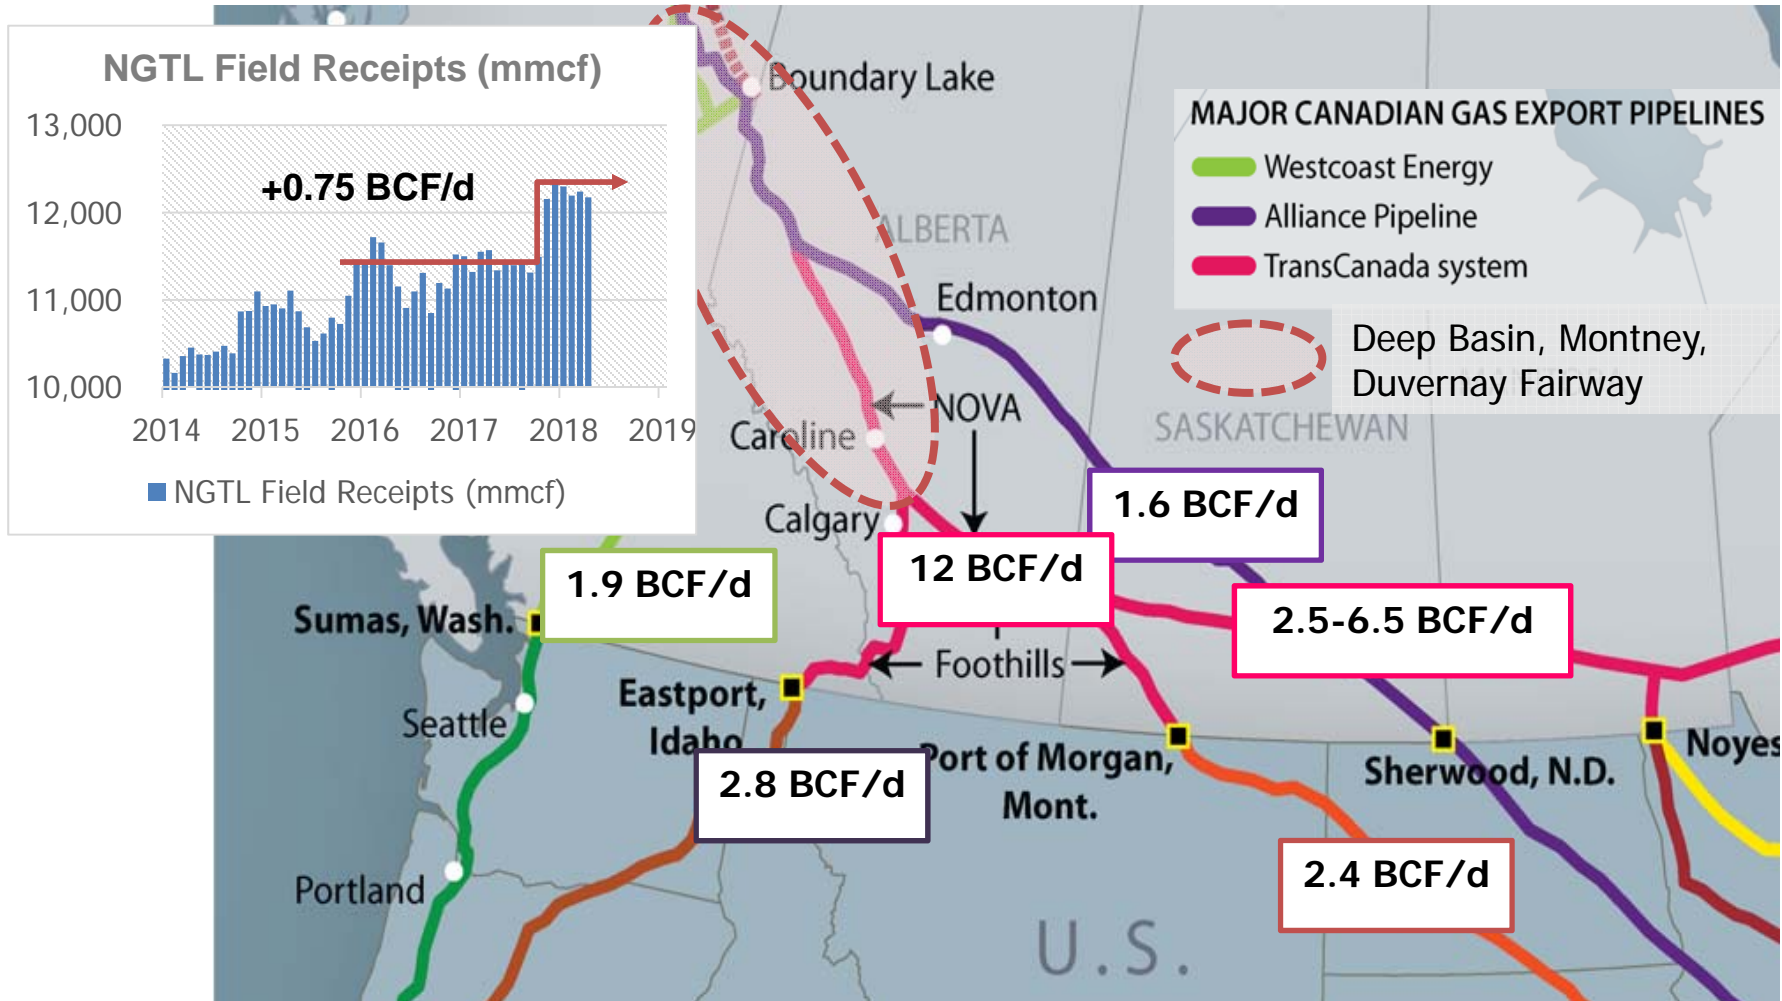 NGTL Field Receipts (mmcf)
13,000
12,000
11,000
10,000
+0.75 BCF/d
2014 2015 2016 2017 2018 2019
NGTL Field Receipts (mmcf)
Boundary Lake
MAJOR CANADIAN GAS EXPORT PIPELINES
Westcoast Energy
Alliance Pipeline
TransCanada system
Deep Basin, Montney,
Duvernay Fairway
ALBERTA
Edmonton
NOVA
SASKATCHEWAN
Caroline
Calgary
1.6 BCF/d
12 BCF/d
1.9 BCF/d
2.5-6.5 BCF/d
Sumas, Wash.
Foothills
Eastport,
Idaho
Seattle
Port of Morgan,
Mont.
Sherwood, N.D.
Noyes
2.8 BCF/d
2.4 BCF/d
Portland
U.S.